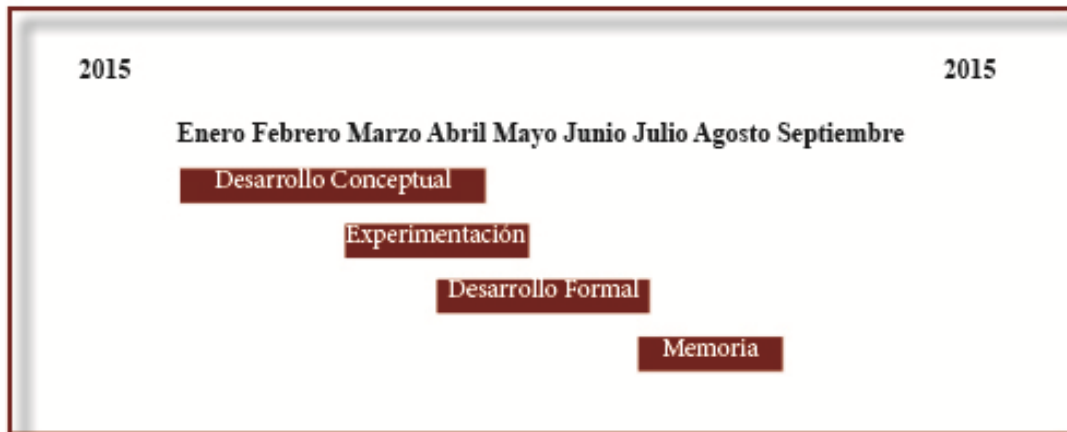 2015 2015
Enero Febrero Marzo Abril Mayo Junio Julio Agosto Septiembre
Desarrollo Conceptual
Experimentación
Desarrollo Formal
Memoria